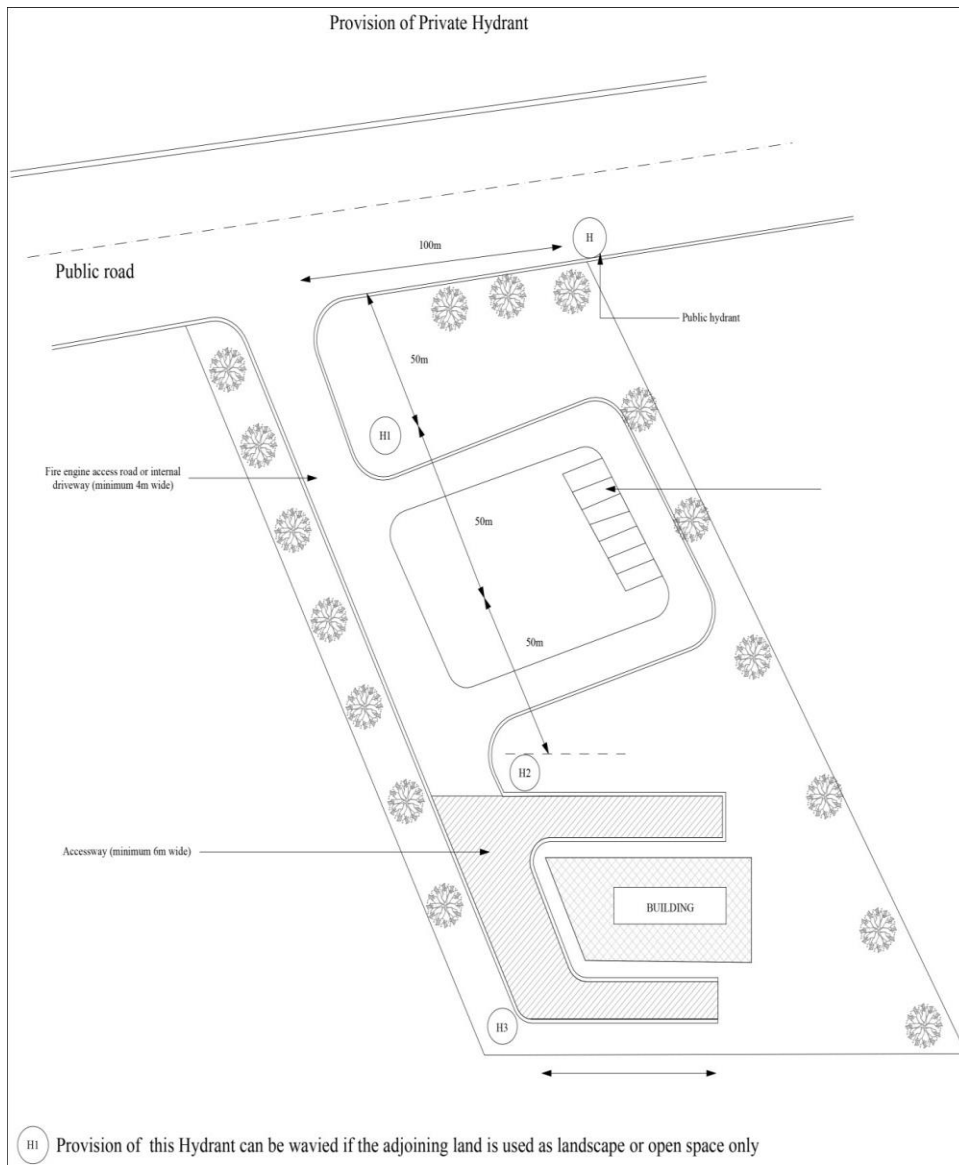 Provision of Private Hydrant
H
100m
Public road
Public hydrant
50m
H1
Fire engine access road or internal
driveway (minimum 4m wide)
50m
50m
H2
Accessway (minimum 6m wide)
BUILDING
H3
H1 Provision of this Hydrant can be wavied if the adjoining land is used as landscape or open space only